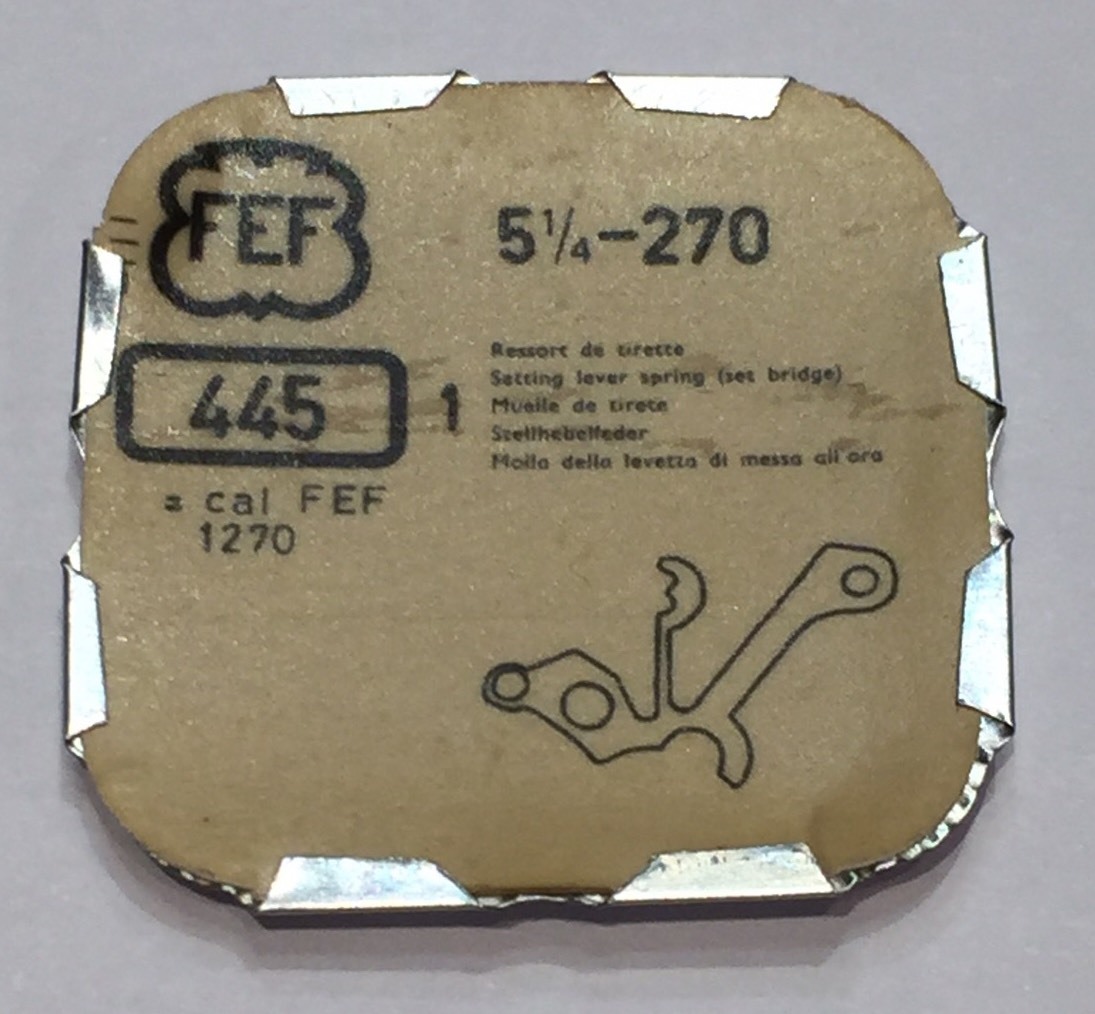 FEF
5¼-270
445
1
Ressort de tirette
Setting lever spring (set bridge)
Muelle de tirete
Stellhebelfeder
Molla della levetta di messa all'ora
= cal FEF
1270